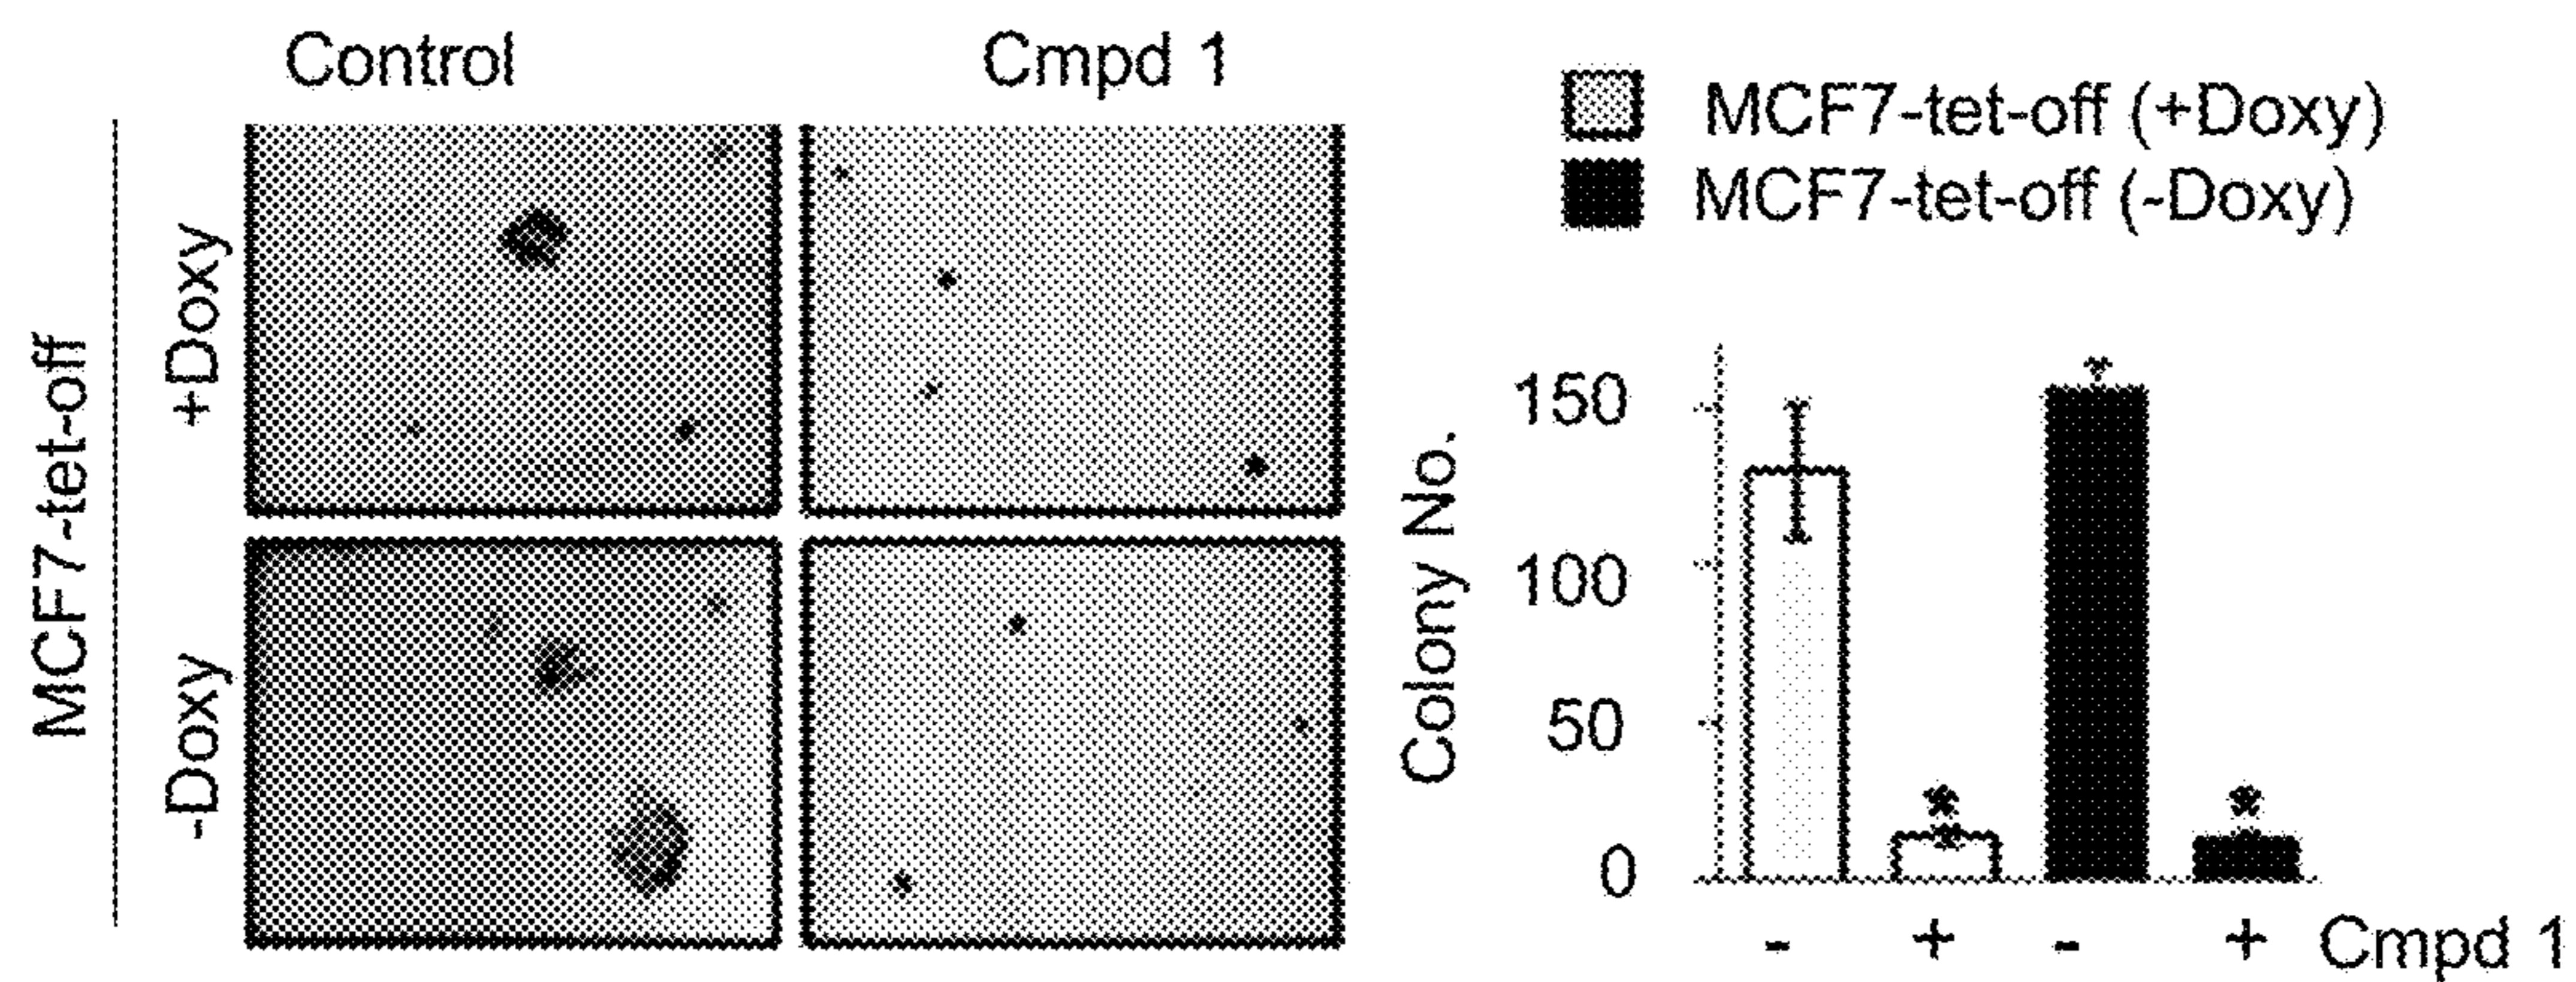 Control
Cmpd 1
MCF7-tet-off
+Doxy
-Doxy
MCF7-tet-off (+Doxy)
MCF7-tet-off (-Doxy)
Colony No.
150
100
50
0
*
*
- + - + Cmpd 1